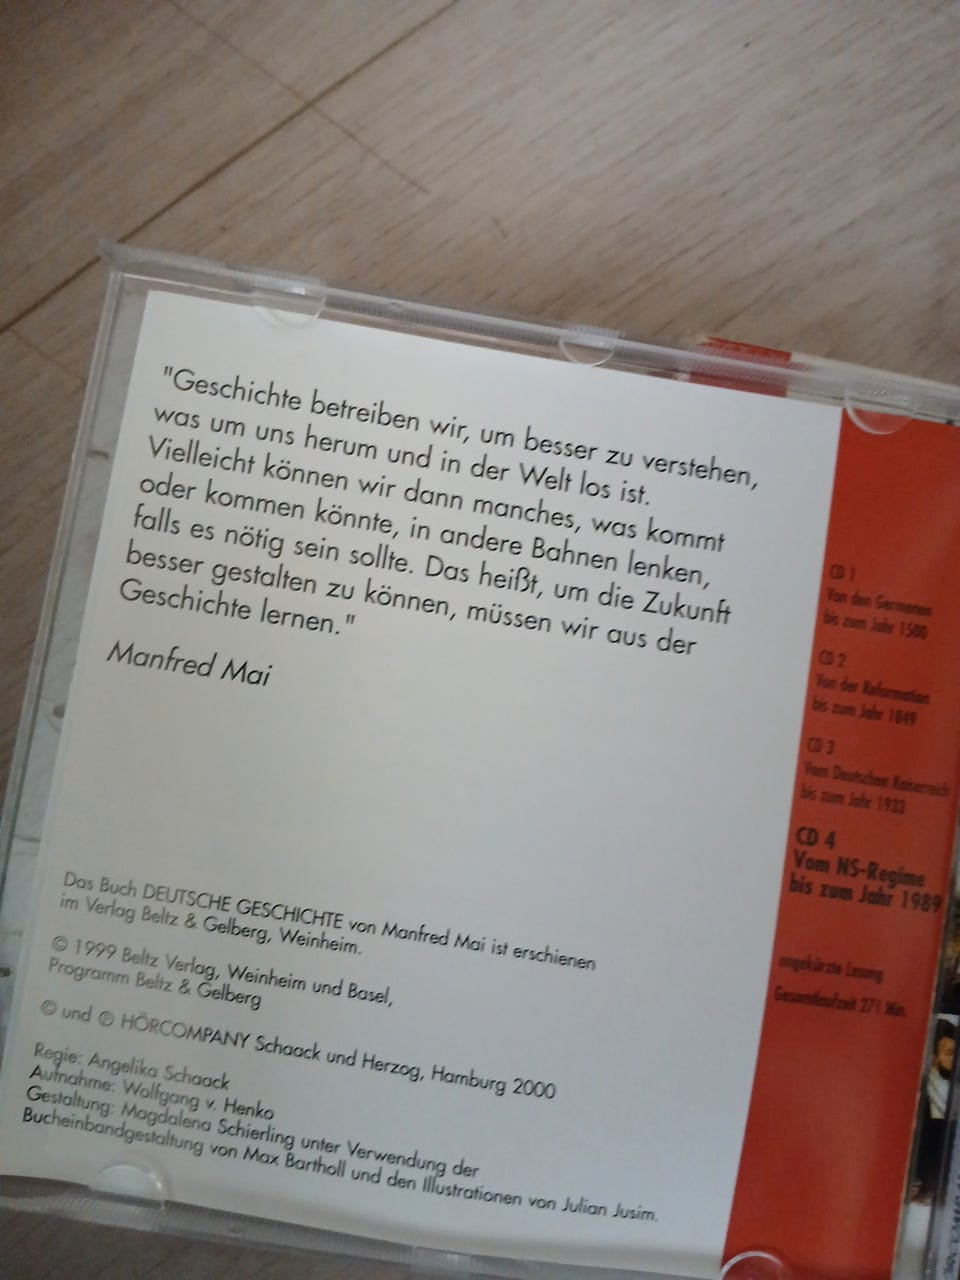 "Geschichte betreiben wir, um besser zu verstehen,
was um uns herum und in der Welt los ist.
Vielleicht können wir dann manches, was kommt
oder kommen könnte, in andere Bahnen lenken,
falls es nötig sein sollte. Das heißt, um die Zukunft
besser gestalten zu können, müssen wir aus der
Geschichte lernen."
Manfred Mai
Das Buch DEUTSCHE GESCHICHTE von Manfred Mai ist erschienen
im Verlag Beltz & Gelberg, Weinheim.
© 1999 Beltz Verlag, Weinheim und Basel,
Programm Beltz & Gelberg
© und ℗ HÖRCOMPANY Schaack und Herzog, Hamburg 2000
Regie: Angelika Schaack
Aufnahme: Wolfgang v. Henko
Gestaltung: Magdalena Schierling unter Verwendung der
Bucheinbandgestaltung von Max Bartholl und den Illustrationen von Julian Jusim.
CD 1
Von den Germanen
bis zum Jahr 1500
CD 2
Von der Reformation
bis zum Jahr 1849
CD 3
Vom Deutschen Kaiserreich
bis zum Jahr 1933
CD 4
Vom NS-Regime
bis zum Jahr 1989
ungekürzte Lesung
Gesamtlaufzeit 271 Min.